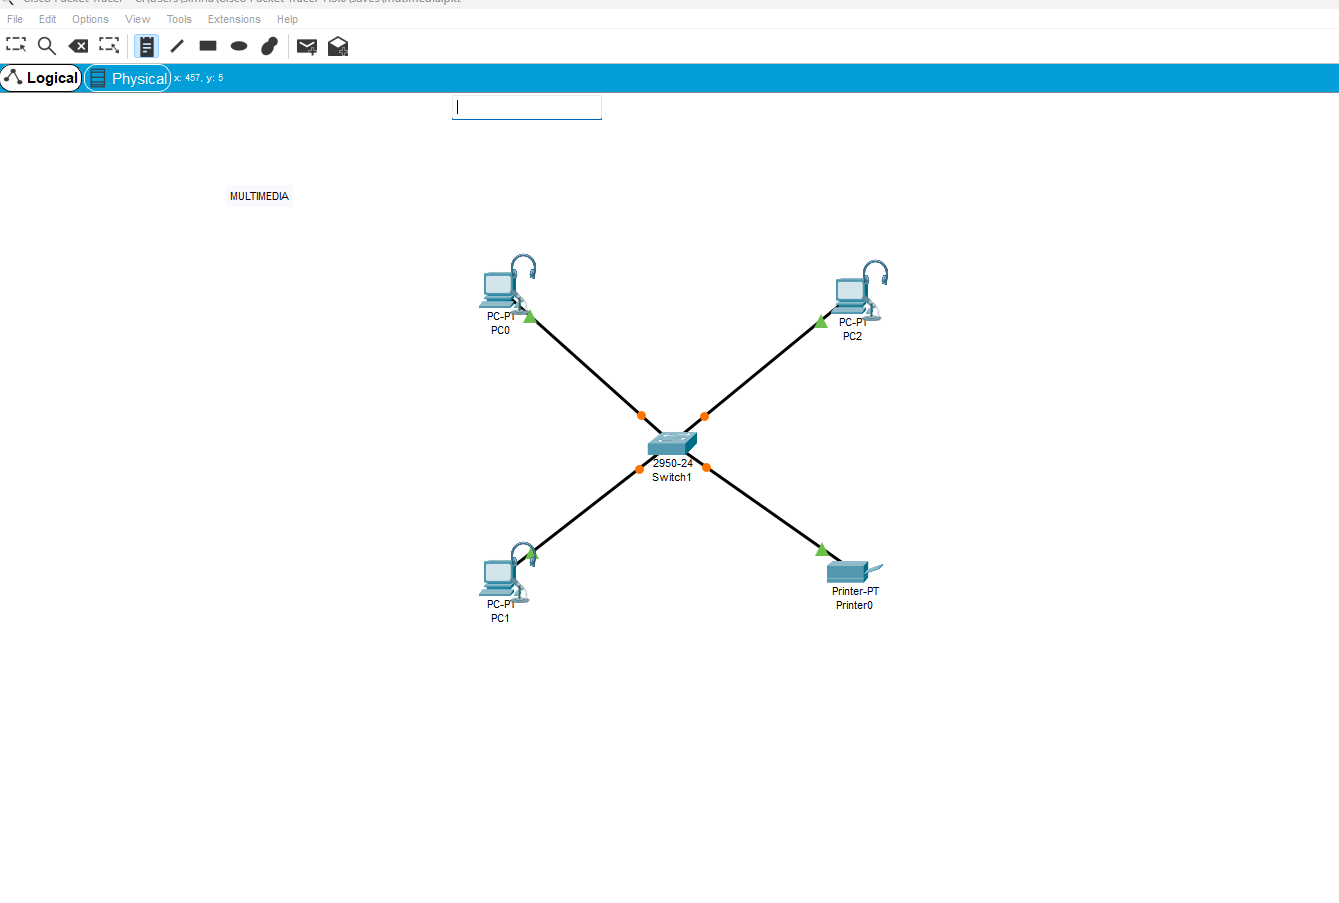 File Edit Options View Tools Extensions Help
Logical Physical x: 457, y: 5
MULTIMEDIA
PC-PT
PC0
PC-PT
PC2
2950-24
Switch1
PC-PT
PC1
Printer-PT
Printer0